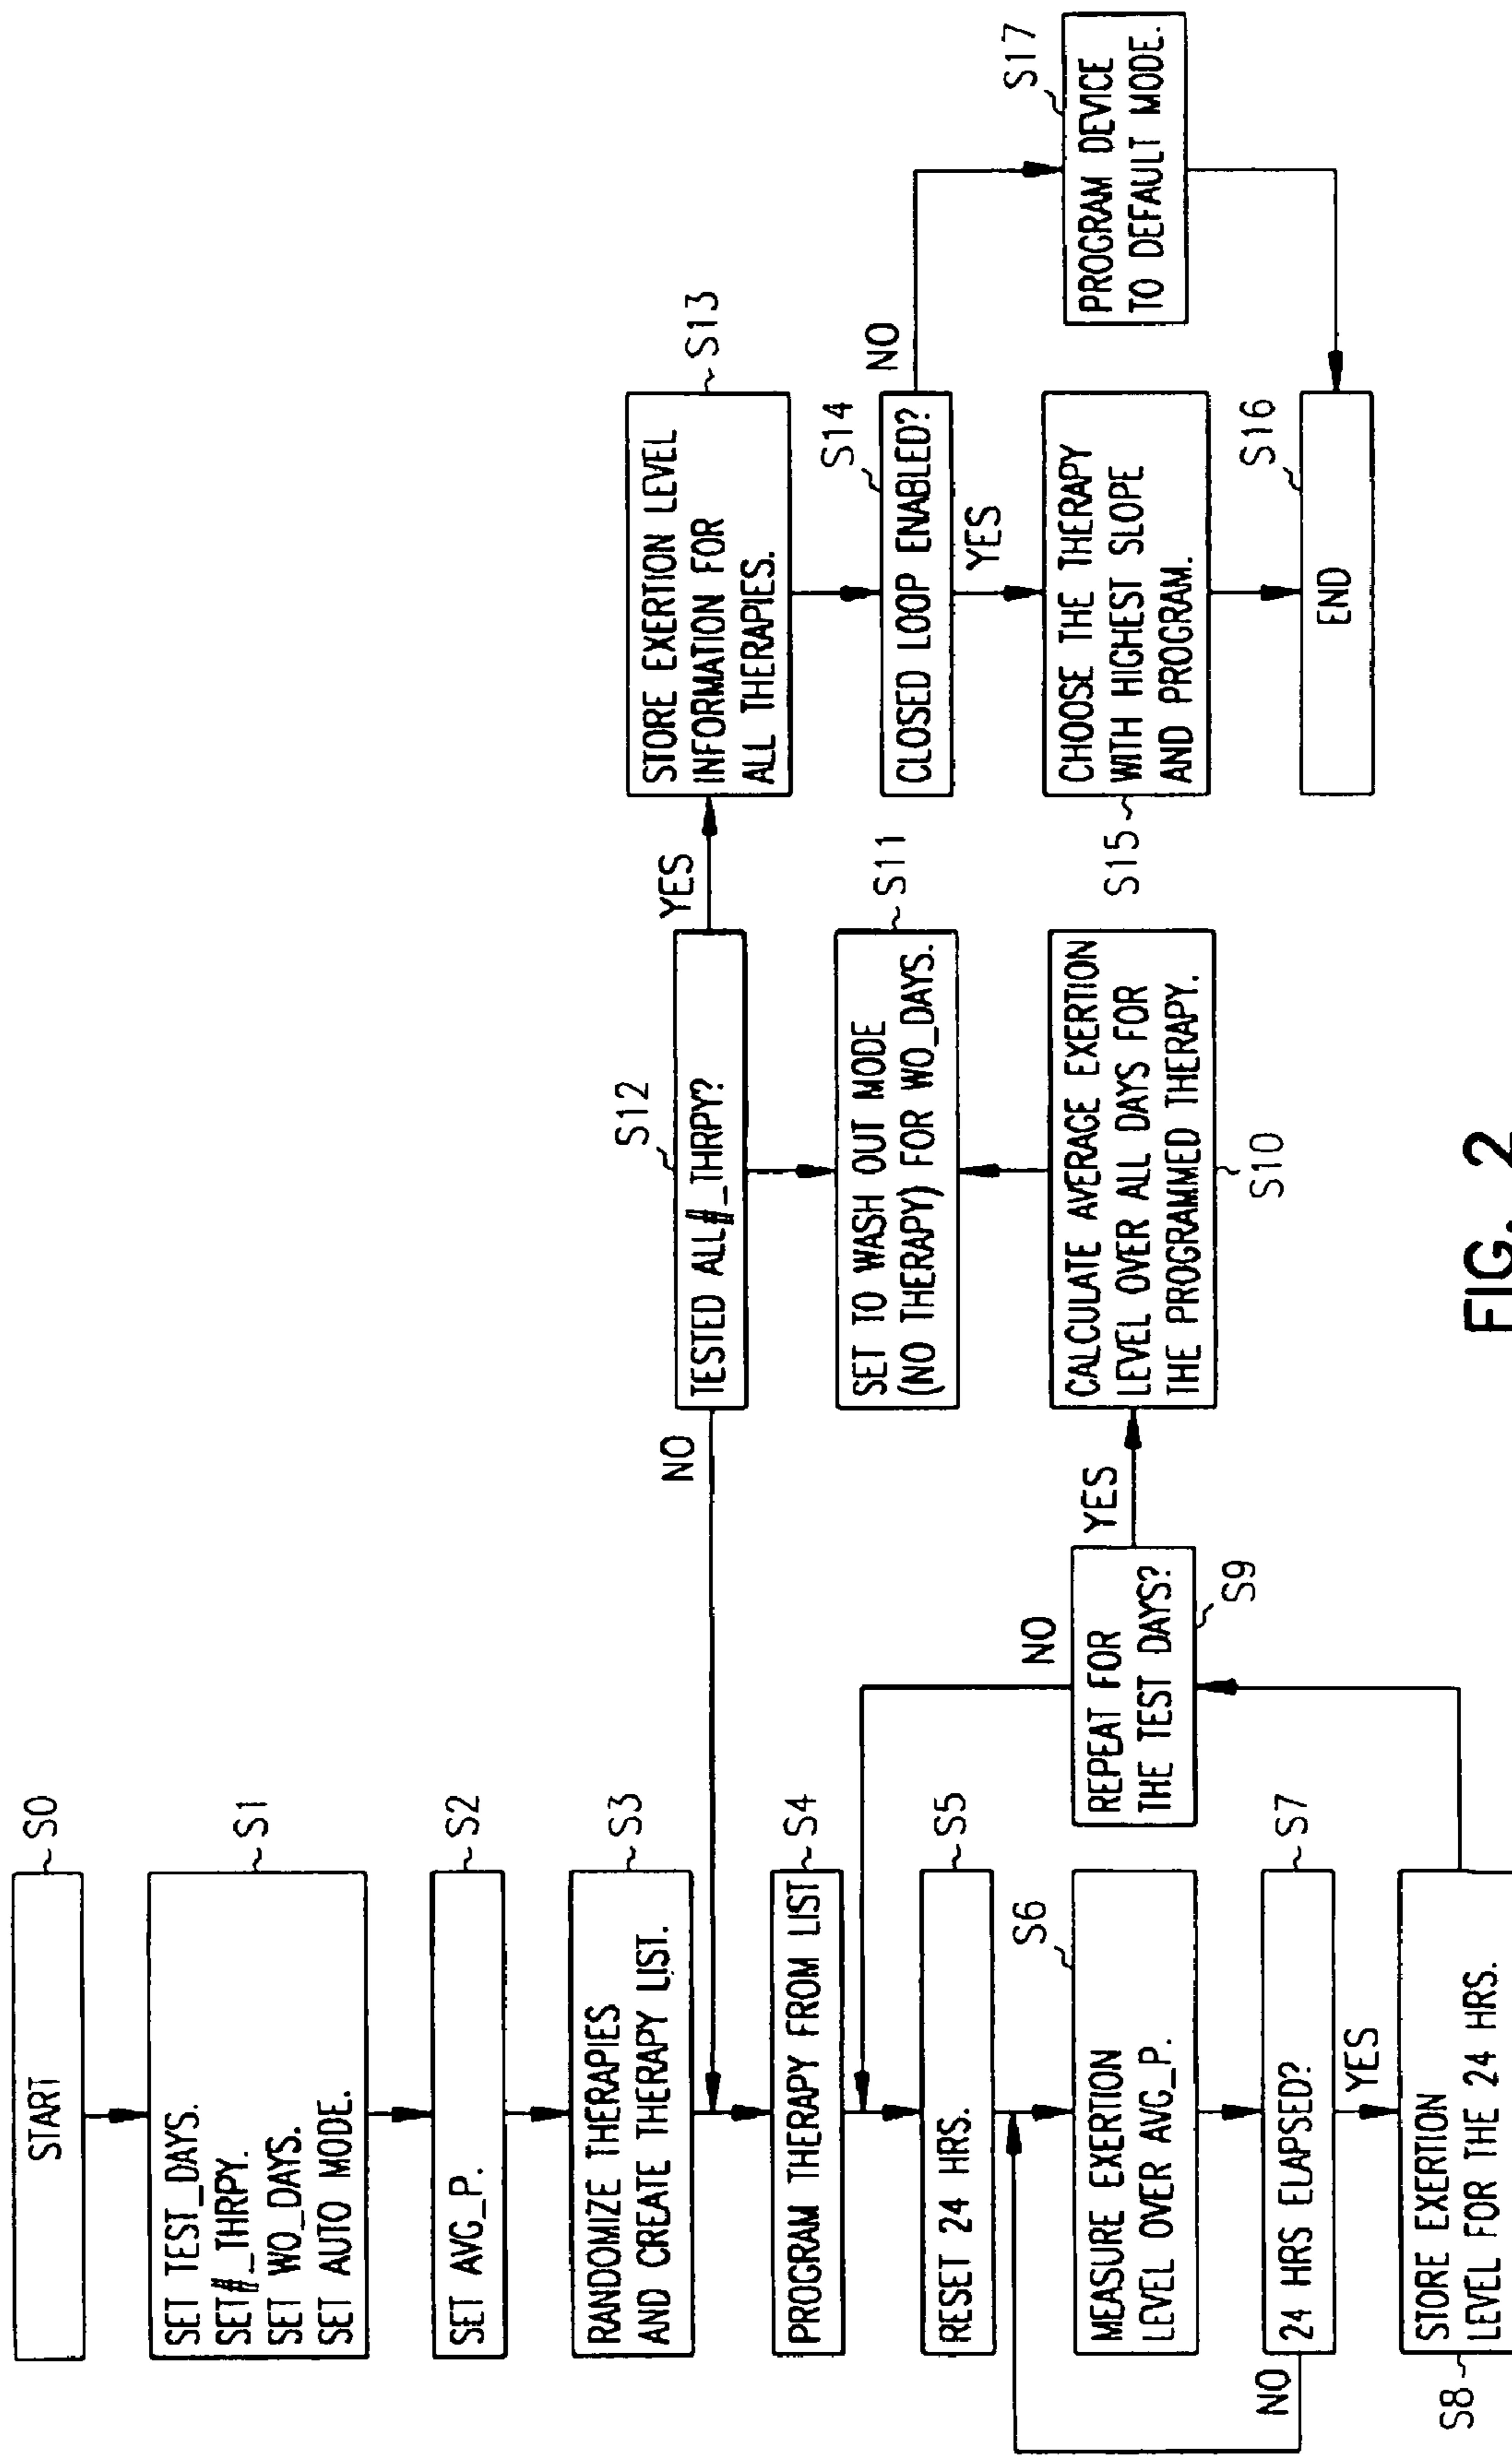 START
S0
SET TEST_DAYS.
SET #_THRPY.
SET WO_DAYS.
SET AUTO MODE.
S1
SET AVG_P.
S2
RANDOMIZE THERAPIES
AND CREATE THERAPY LIST.
S3
PROGRAM THERAPY FROM LIST
S4
RESET 24 HRS.
S5
MEASURE EXERTION
LEVEL OVER AVG_P.
S6
24 HRS ELAPSED?
S7
NO
YES
STORE EXERTION
LEVEL FOR THE 24 HRS.
S8
REPEAT FOR
THE TEST DAYS?
S9
NO
YES
CALCULATE AVERAGE EXERTION
LEVEL OVER ALL DAYS FOR
THE PROGRAMMED THERAPY.
S10
SET TO WASH OUT MODE
(NO THERAPY) FOR WO_DAYS.
S11
TESTED ALL #_THRPY?
S12
NO
YES
STORE EXERTION LEVEL
INFORMATION FOR
ALL THERAPIES.
S13
CLOSED LOOP ENABLED?
S14
NO
YES
CHOOSE THE THERAPY
WITH HIGHEST SLOPE
AND PROGRAM.
S15
END
S16
PROGRAM DEVICE
TO DEFAULT MODE.
S17
FIG. 2